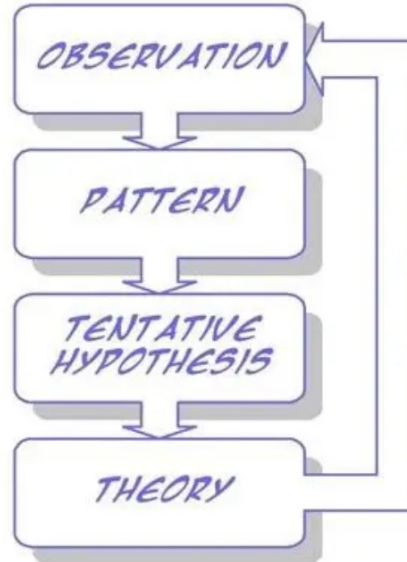 OBSERVATION
PATTERN
TENTATIVE
HYPOTHESIS
THEORY